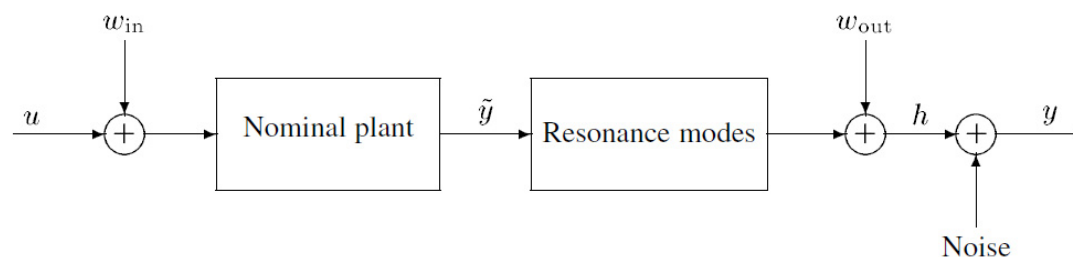 w_in
w_out
u
+
Nominal plant
ỹ
Resonance modes
+
h
+
y
Noise